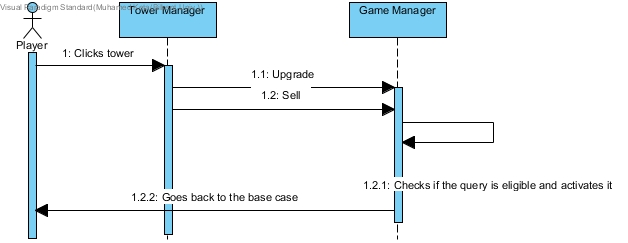 Visual Paradigm Standard(Muhammed
Tower Manager
Game Manager
Player
1: Clicks tower
1.1: Upgrade
1.2: Sell
1.2.1: Checks if the query is eligible and activates it
1.2.2: Goes back to the base case